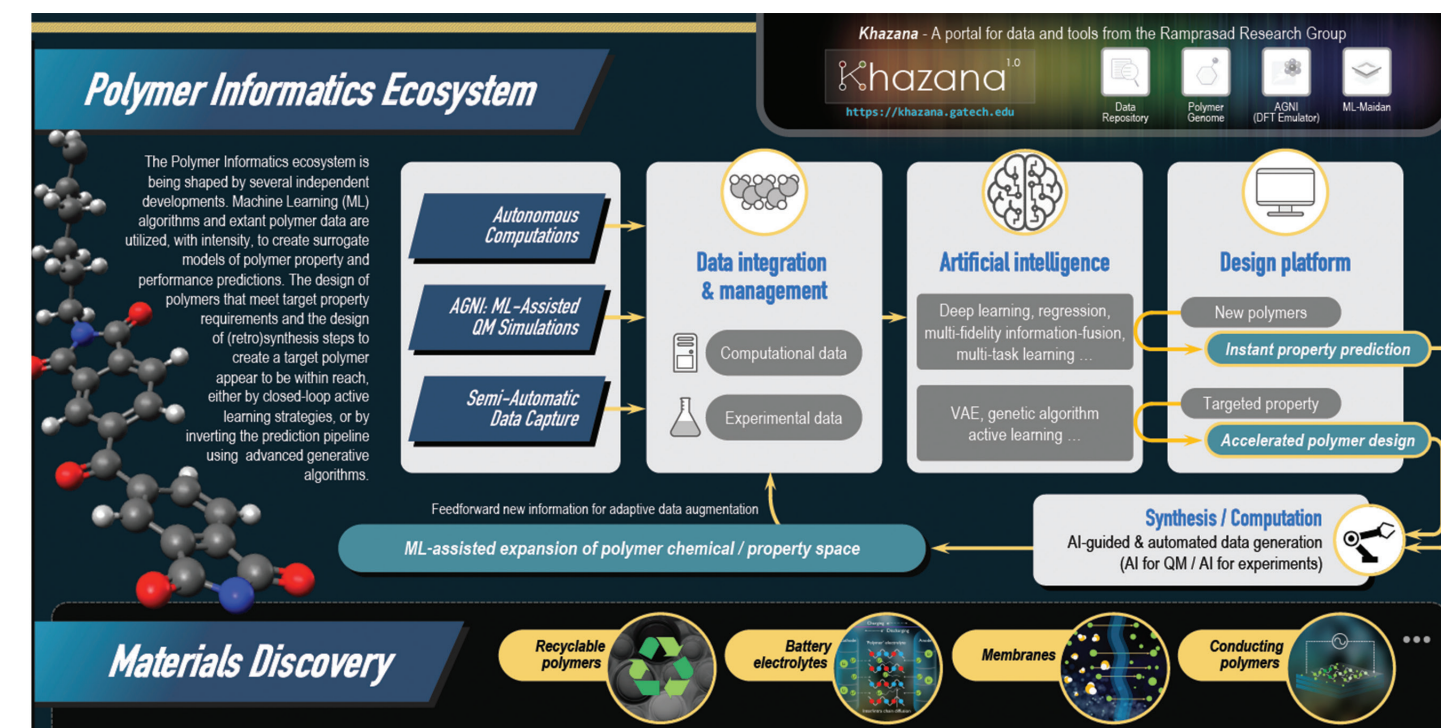 Khazana - A portal for data and tools from the Ramprasad Research Group
Khazana 1.0
https://khazana.gatech.edu
Data
Repository
Polymer
Genome
AGNI
(DFT Emulator)
ML-Maidan
Polymer Informatics Ecosystem
The Polymer Informatics ecosystem is
being shaped by several independent
developments. Machine Learning (ML)
algorithms and extant polymer data are
utilized, with intensity, to create surrogate
models of polymer property and
performance predictions. The design of
polymers that meet target property
requirements and the design
of (retro)synthesis steps to
create a target polymer
appear to be within reach,
either by closed-loop active
learning strategies, or by
inverting the prediction pipeline
using advanced generative
algorithms.
Autonomous
Computations
AGNI: ML-Assisted
QM Simulations
Semi-Automatic
Data Capture
Data integration
& management
Computational data
Experimental data
Artificial intelligence
Deep learning, regression,
multi-fidelity information-fusion,
multi-task learning ...
VAE, genetic algorithm
active learning ...
Design platform
New polymers
Instant property prediction
Targeted property
Accelerated polymer design
Feedforward new information for adaptive data augmentation
ML-assisted expansion of polymer chemical / property space
Synthesis / Computation
AI-guided & automated data generation
(AI for QM / AI for experiments)
Materials Discovery
Recyclable
polymers
Battery
electrolytes
Charging
Discharging
Polymer electrolyte
Interchain chain diffusion
Membranes
Conducting
polymers
...